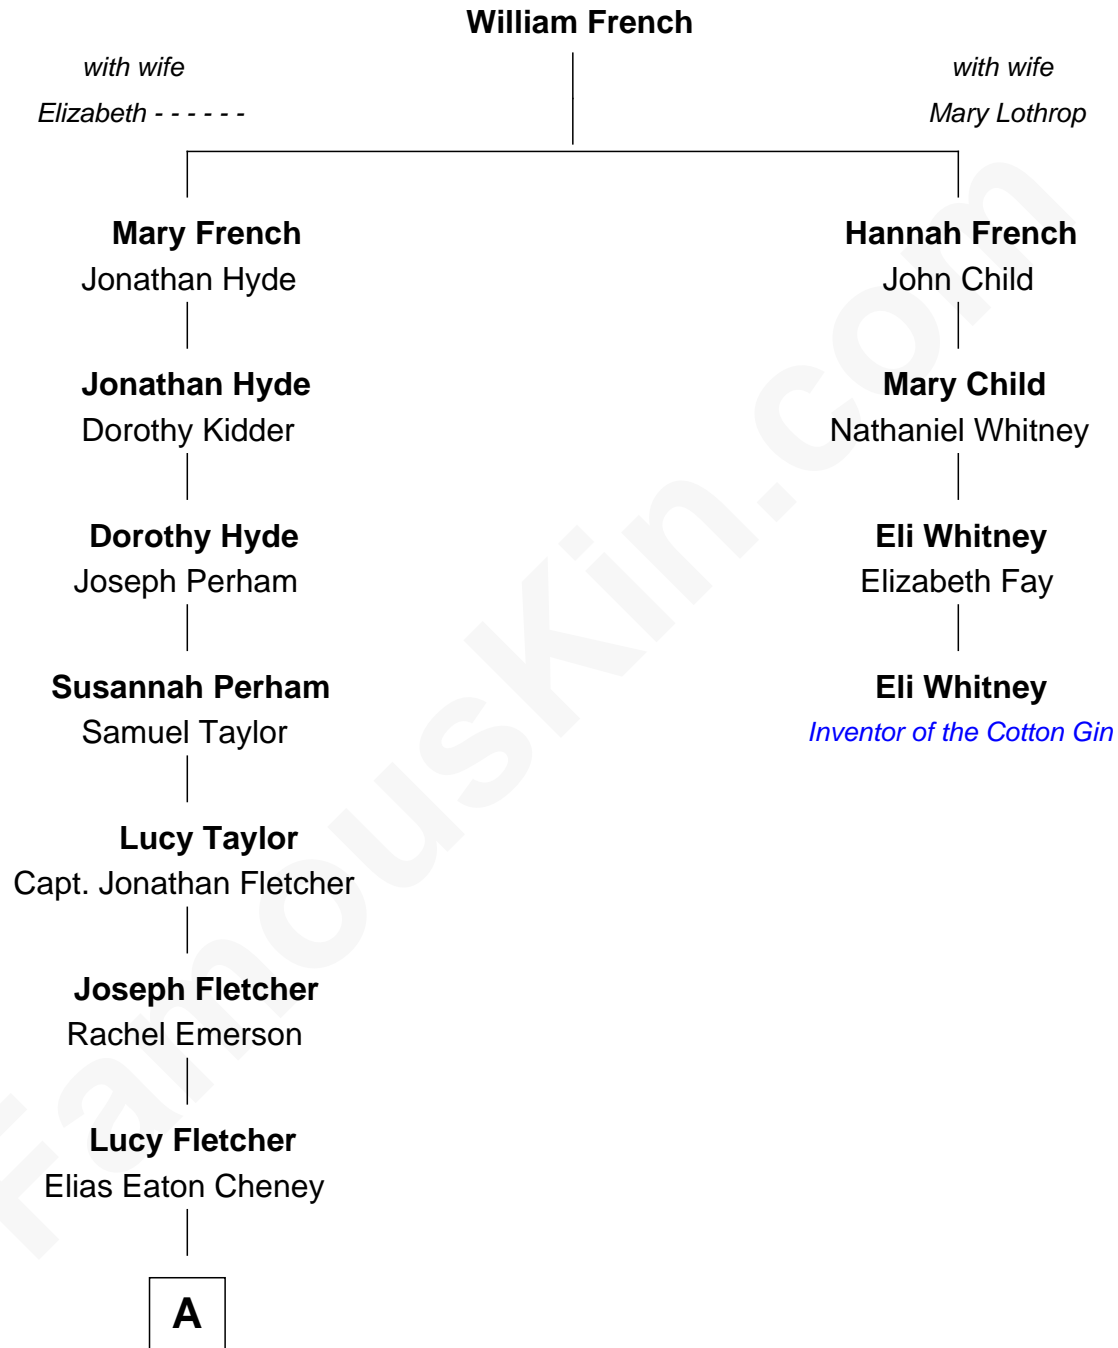 William French
with wife
Elizabeth - - - - - -
with wife
Mary Lothrop
Mary French
Jonathan Hyde
Hannah French
John Child
Jonathan Hyde
Dorothy Kidder
Mary Child
Nathaniel Whitney
Dorothy Hyde
Joseph Perham
Eli Whitney
Elizabeth Fay
Susannah Perham
Samuel Taylor
Eli Whitney
Inventor of the Cotton Gin
Lucy Taylor
Capt. Jonathan Fletcher
Joseph Fletcher
Rachel Emerson
Lucy Fletcher
Elias Eaton Cheney
A
FamousKin.com